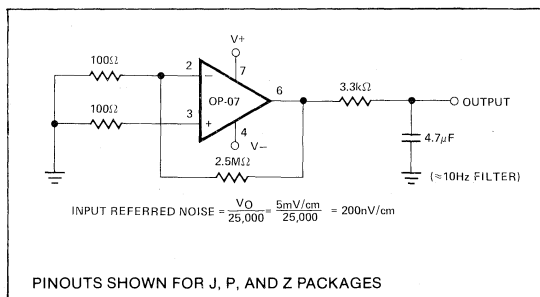 V+
100Ω
2
7
−
6
3.3kΩ
OP-07
OUTPUT
100Ω
3
+
4
V−
4.7μF
2.5MΩ
(≈10Hz FILTER)
INPUT REFERRED NOISE = VO/25,000 = 5mV/cm/25,000 = 200nV/cm
PINOUTS SHOWN FOR J, P, AND Z PACKAGES